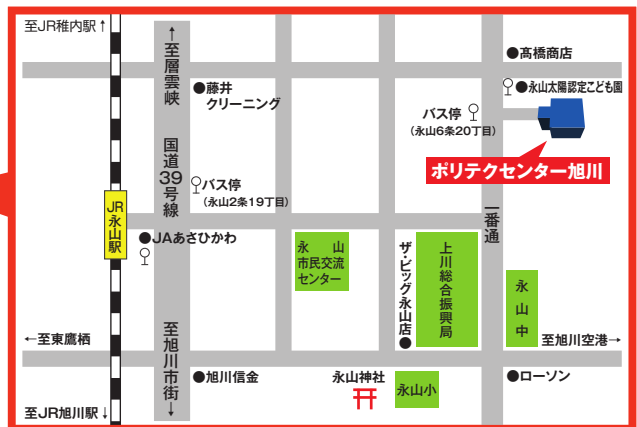 至JR稚内駅↑
↑至層雲峡
●髙橋商店
●藤井
クリーニング
●永山太陽認定こども園
バス停
(永山6条20丁目)
国道39号線
ポリテクセンター旭川
バス停
(永山2条19丁目)
JR永山駅
一番通
●JAあさひかわ
永山
市民交流
センター
ザ・ビッグ永山店●
上川総合振興局
永山中
←至東鷹栖
至旭川市街↓
至旭川空港→
●旭川信金
永山神社
永山小
●ローソン
至JR旭川駅↓